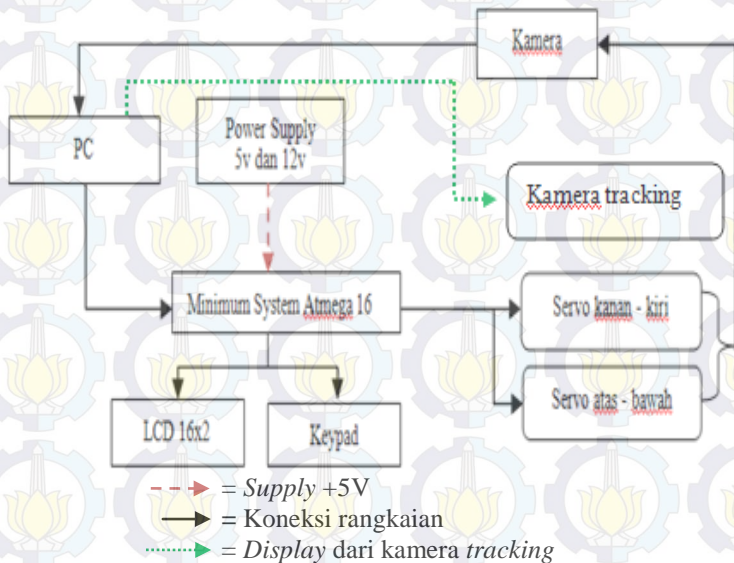 Kamera
PC
Power Supply
5v dan 12v
Kamera tracking
Minimum System Atmega 16
Servo kanan - kiri
Servo atas - bawah
LCD 16x2
Keypad
= Supply +5V
= Koneksi rangkaian
= Display dari kamera tracking